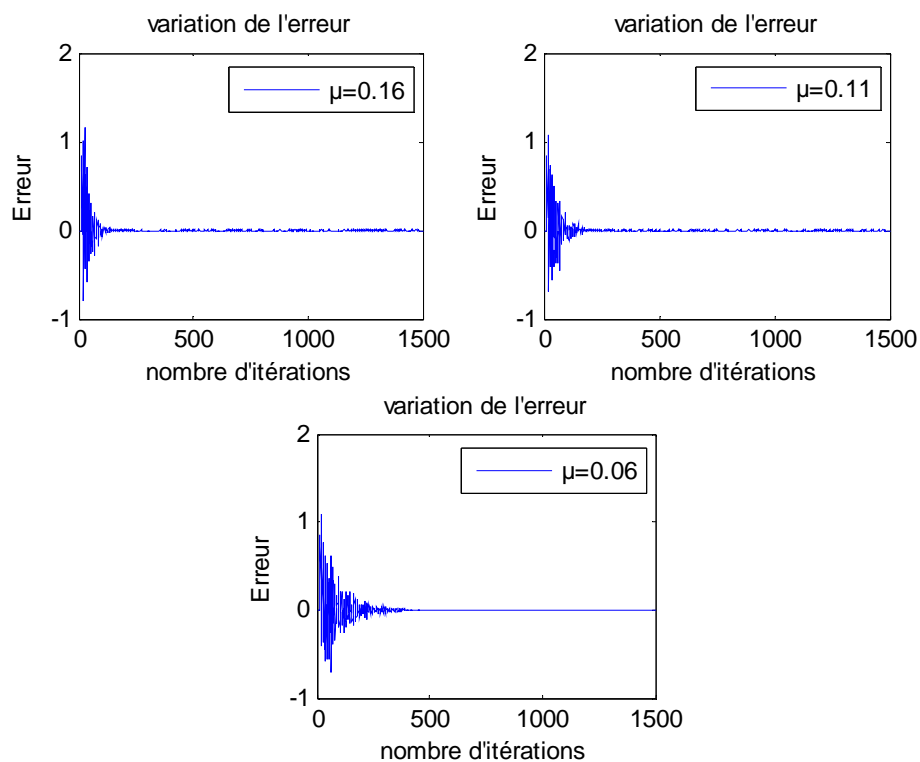 variation de l'erreur
2
1
0
-1
Erreur
µ=0.16
0 500 1000 1500
nombre d'itérations
variation de l'erreur
2
1
0
-1
Erreur
µ=0.11
0 500 1000 1500
nombre d'itérations
variation de l'erreur
2
1
0
-1
Erreur
µ=0.06
0 500 1000 1500
nombre d'itérations